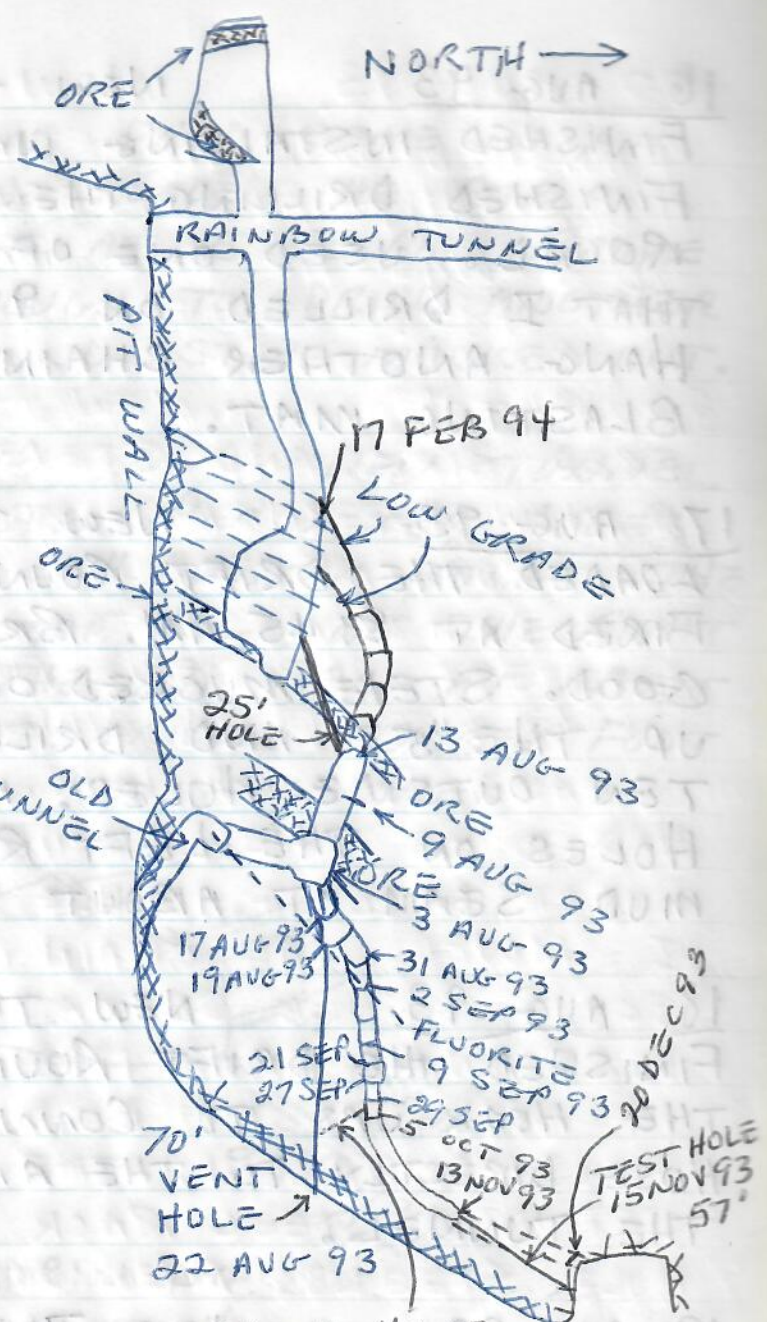 NORTH
ORE
RAINBOW TUNNEL
PIT WALL
17 FEB 94
LOW GRADE
ORE
25'
HOLE
13 AUG 93
OLD
ORE
9 AUG 93
ORE
3 AUG 93
17 AUG 93
19 AUG 93
31 AUG 93
2 SEP 93
FLUORITE
21 SEP
9 SEP 93
27 SEP
29 SEP
5 OCT 93
20 DEC 93
13 NOV 93
TEST HOLE
15 NOV 93
57'
70'
VENT
HOLE
22 AUG 93